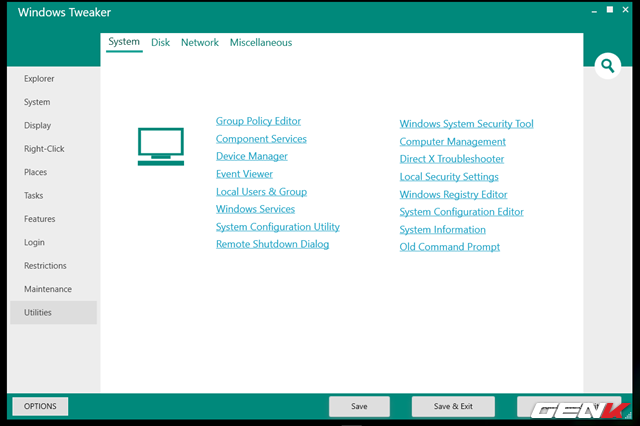 Windows Tweaker
System Disk Network Miscellaneous
Explorer
System
Display
Right-Click
Places
Tasks
Features
Login
Restrictions
Maintenance
Utilities
Group Policy Editor
Component Services
Device Manager
Event Viewer
Local Users & Group
Windows Services
System Configuration Utility
Remote Shutdown Dialog
Windows System Security Tool
Computer Management
Direct X Troubleshooter
Local Security Settings
Windows Registry Editor
System Configuration Editor
System Information
Old Command Prompt
OPTIONS
Save
Save & Exit
GENK